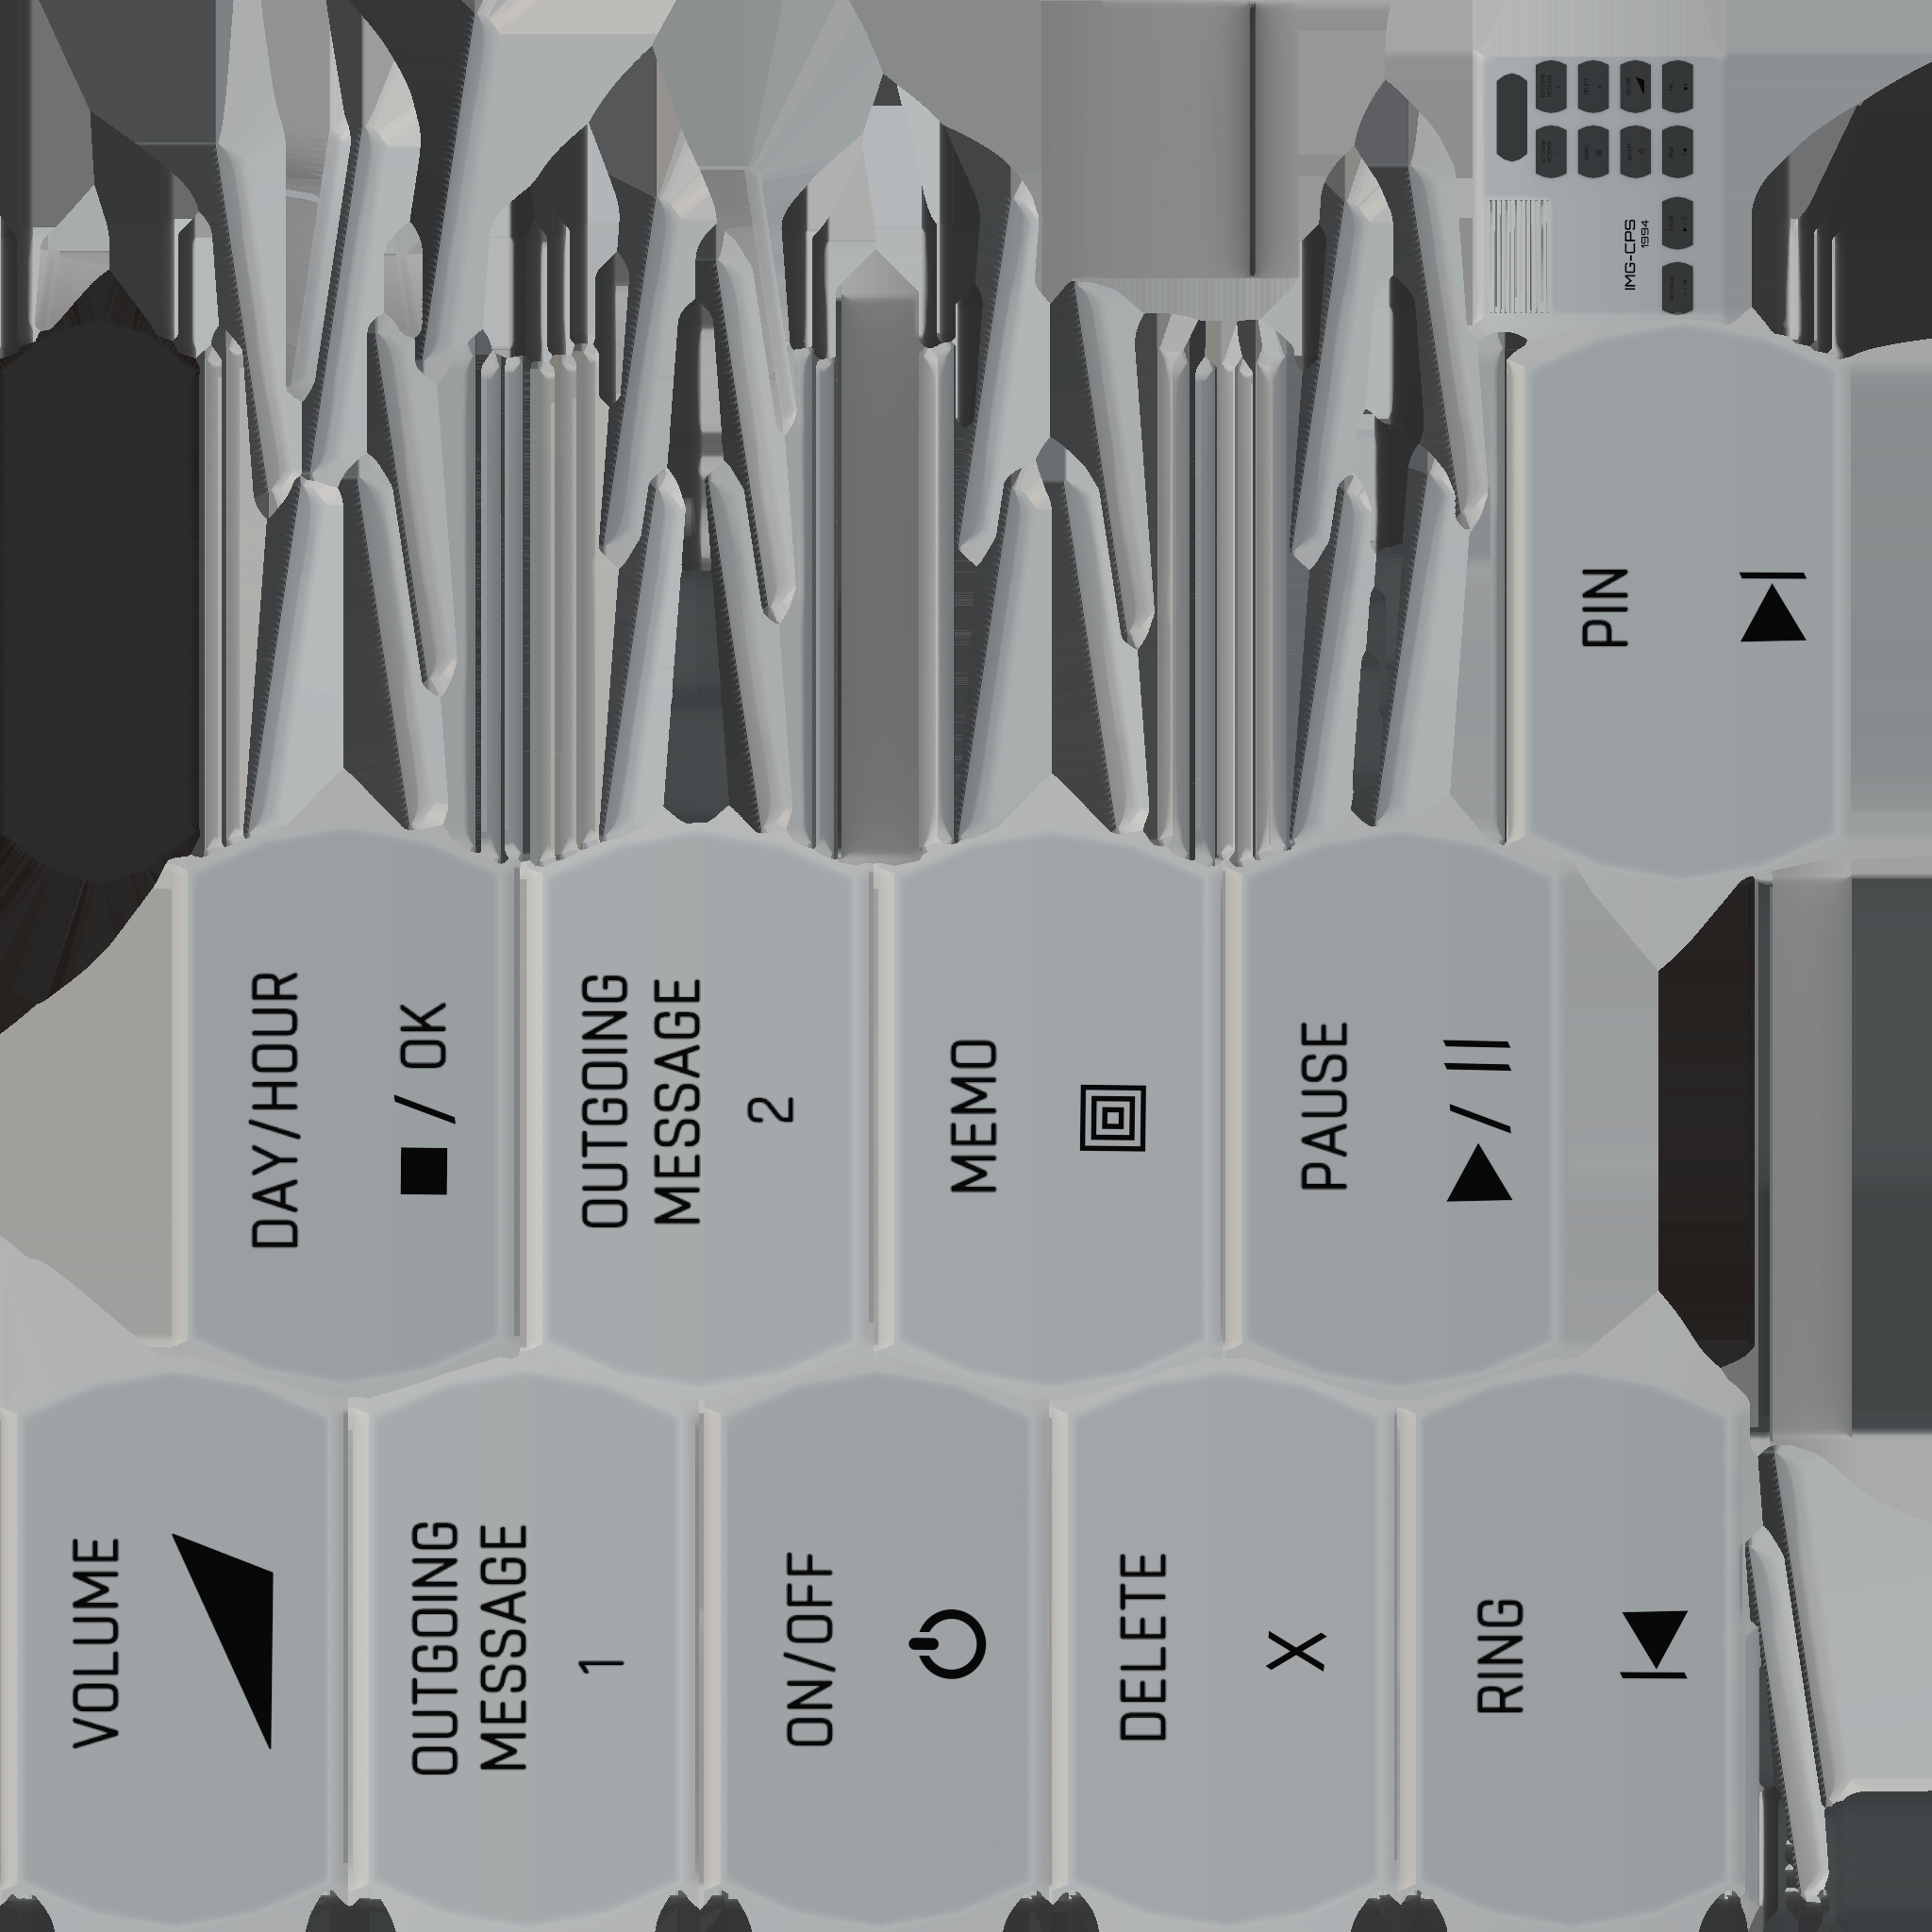 IMG-CPS
1994
PIN
DAY/HOUR
/ OK
OUTGOING
MESSAGE
2
MEMO
PAUSE
/
VOLUME
OUTGOING
MESSAGE
1
ON/OFF
DELETE
X
RING